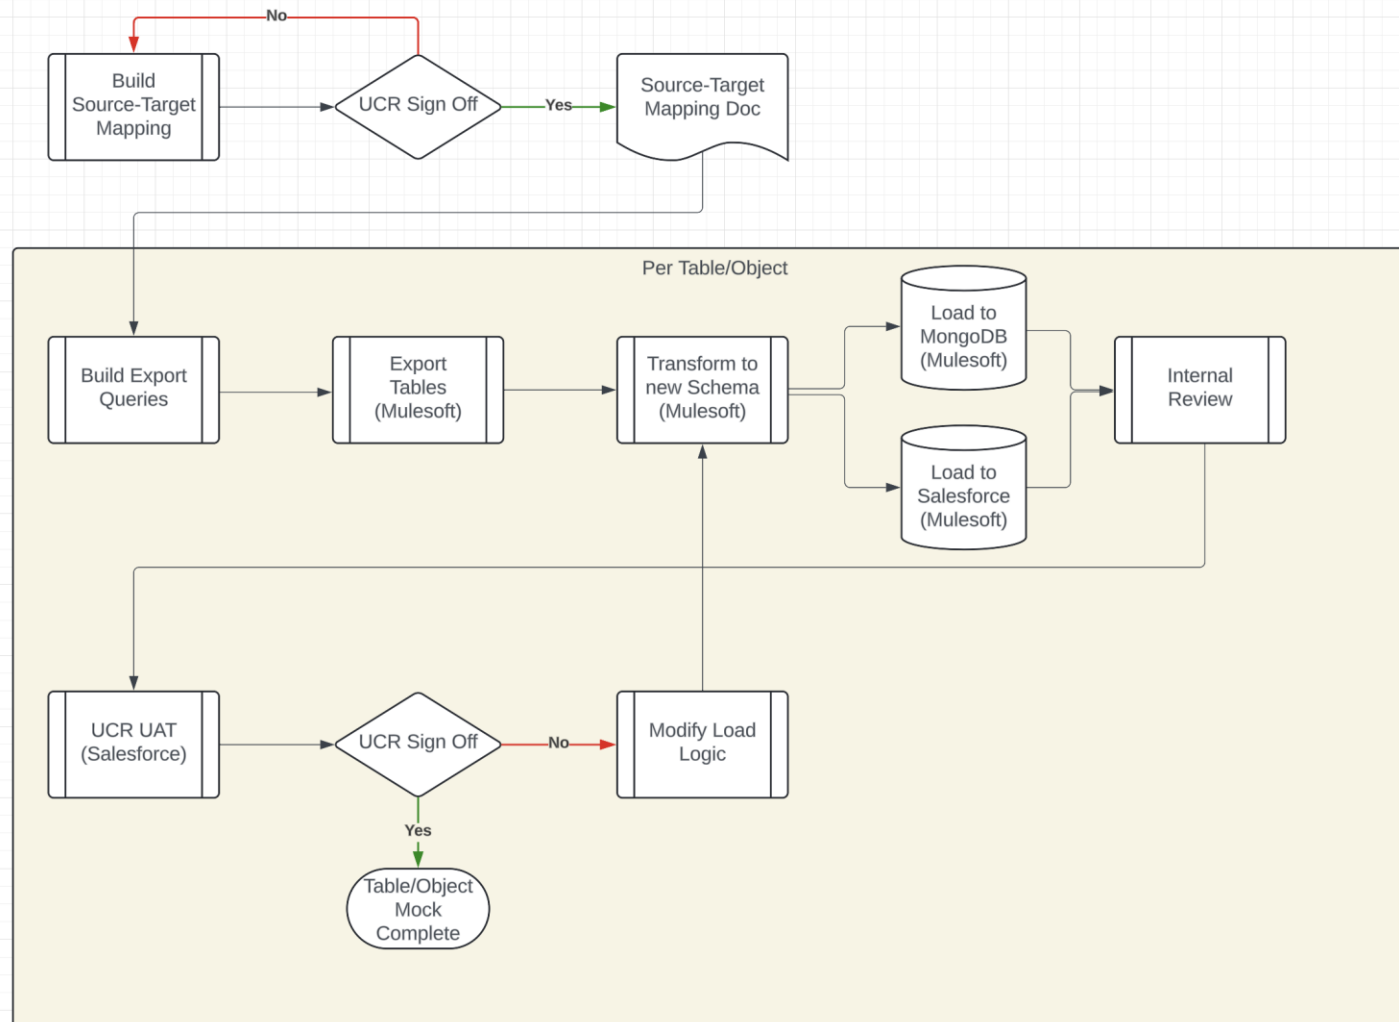 No
Build
Source-Target
Mapping
UCR Sign Off
Yes
Source-Target
Mapping Doc
Per Table/Object
Build Export
Queries
Export
Tables
(Mulesoft)
Transform to
new Schema
(Mulesoft)
Load to
MongoDB
(Mulesoft)
Load to
Salesforce
(Mulesoft)
Internal
Review
UCR UAT
(Salesforce)
UCR Sign Off
No
Modify Load
Logic
Yes
Table/Object
Mock
Complete